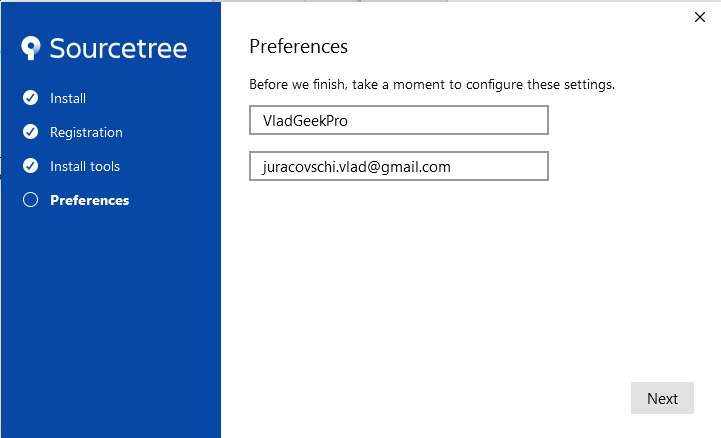 Sourcetree
Install
Registration
Install tools
Preferences
Preferences
Before we finish, take a moment to configure these settings.
VladGeekPro
juracovschi.vlad@gmail.com
Next